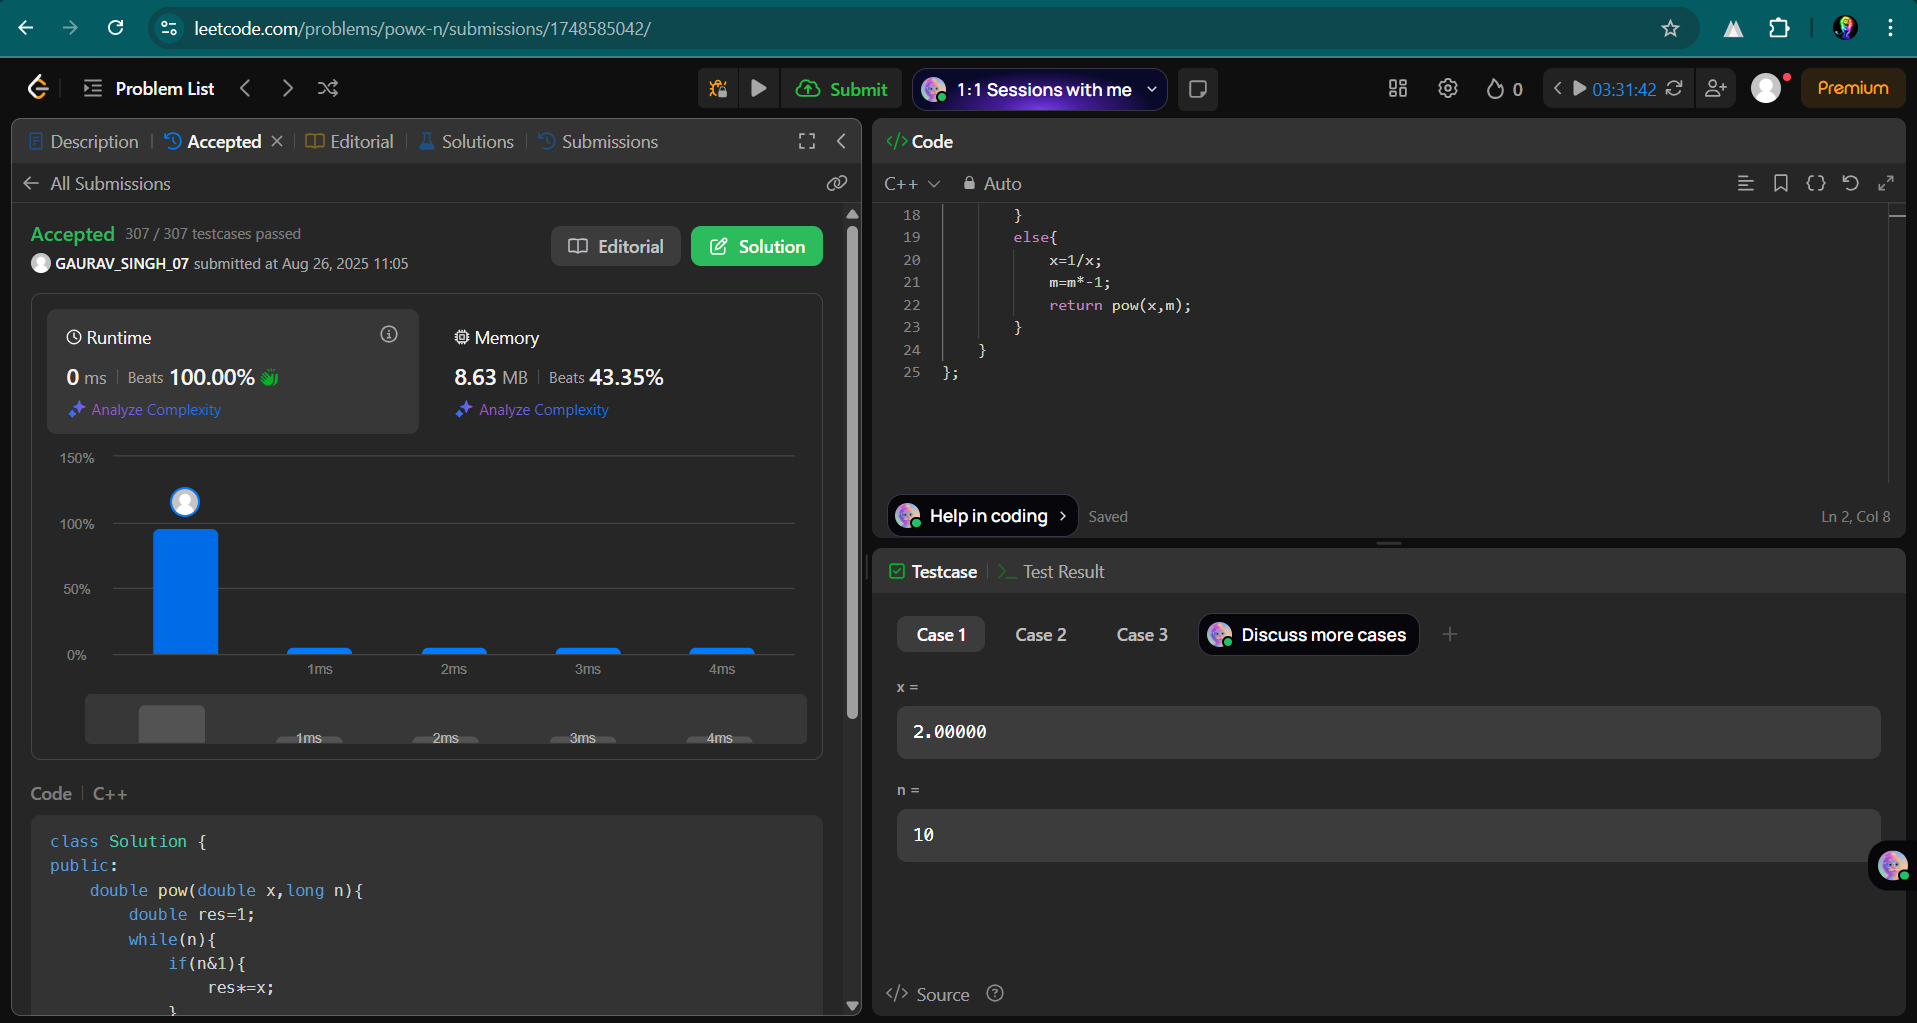 leetcode.com/problems/powx-n/submissions/1748585042/
Problem List
Submit
1:1 Sessions with me
0
03:31:42
Premium
Description
Accepted
Editorial
Solutions
Submissions
All Submissions
Accepted 307 / 307 testcases passed
GAURAV_SINGH_07 submitted at Aug 26, 2025 11:05
Editorial
Solution
Runtime
0 ms Beats 100.00%
Analyze Complexity
Memory
8.63 MB Beats 43.35%
Analyze Complexity
150%
100%
50%
0%
1ms 2ms 3ms 4ms
1ms 2ms 3ms 4ms
Code C++
class Solution {
public:
double pow(double x,long n){
double res=1;
while(n){
if(n&1){
res*=x;
}
</> Code
C++ Auto
18 }
19 else{
20 x=1/x;
21 m=m*-1;
22 return pow(x,m);
23 }
24 }
25 };
Help in coding
Saved
Ln 2, Col 8
Testcase
Test Result
Case 1
Case 2
Case 3
Discuss more cases
x =
2.00000
n =
10
</> Source